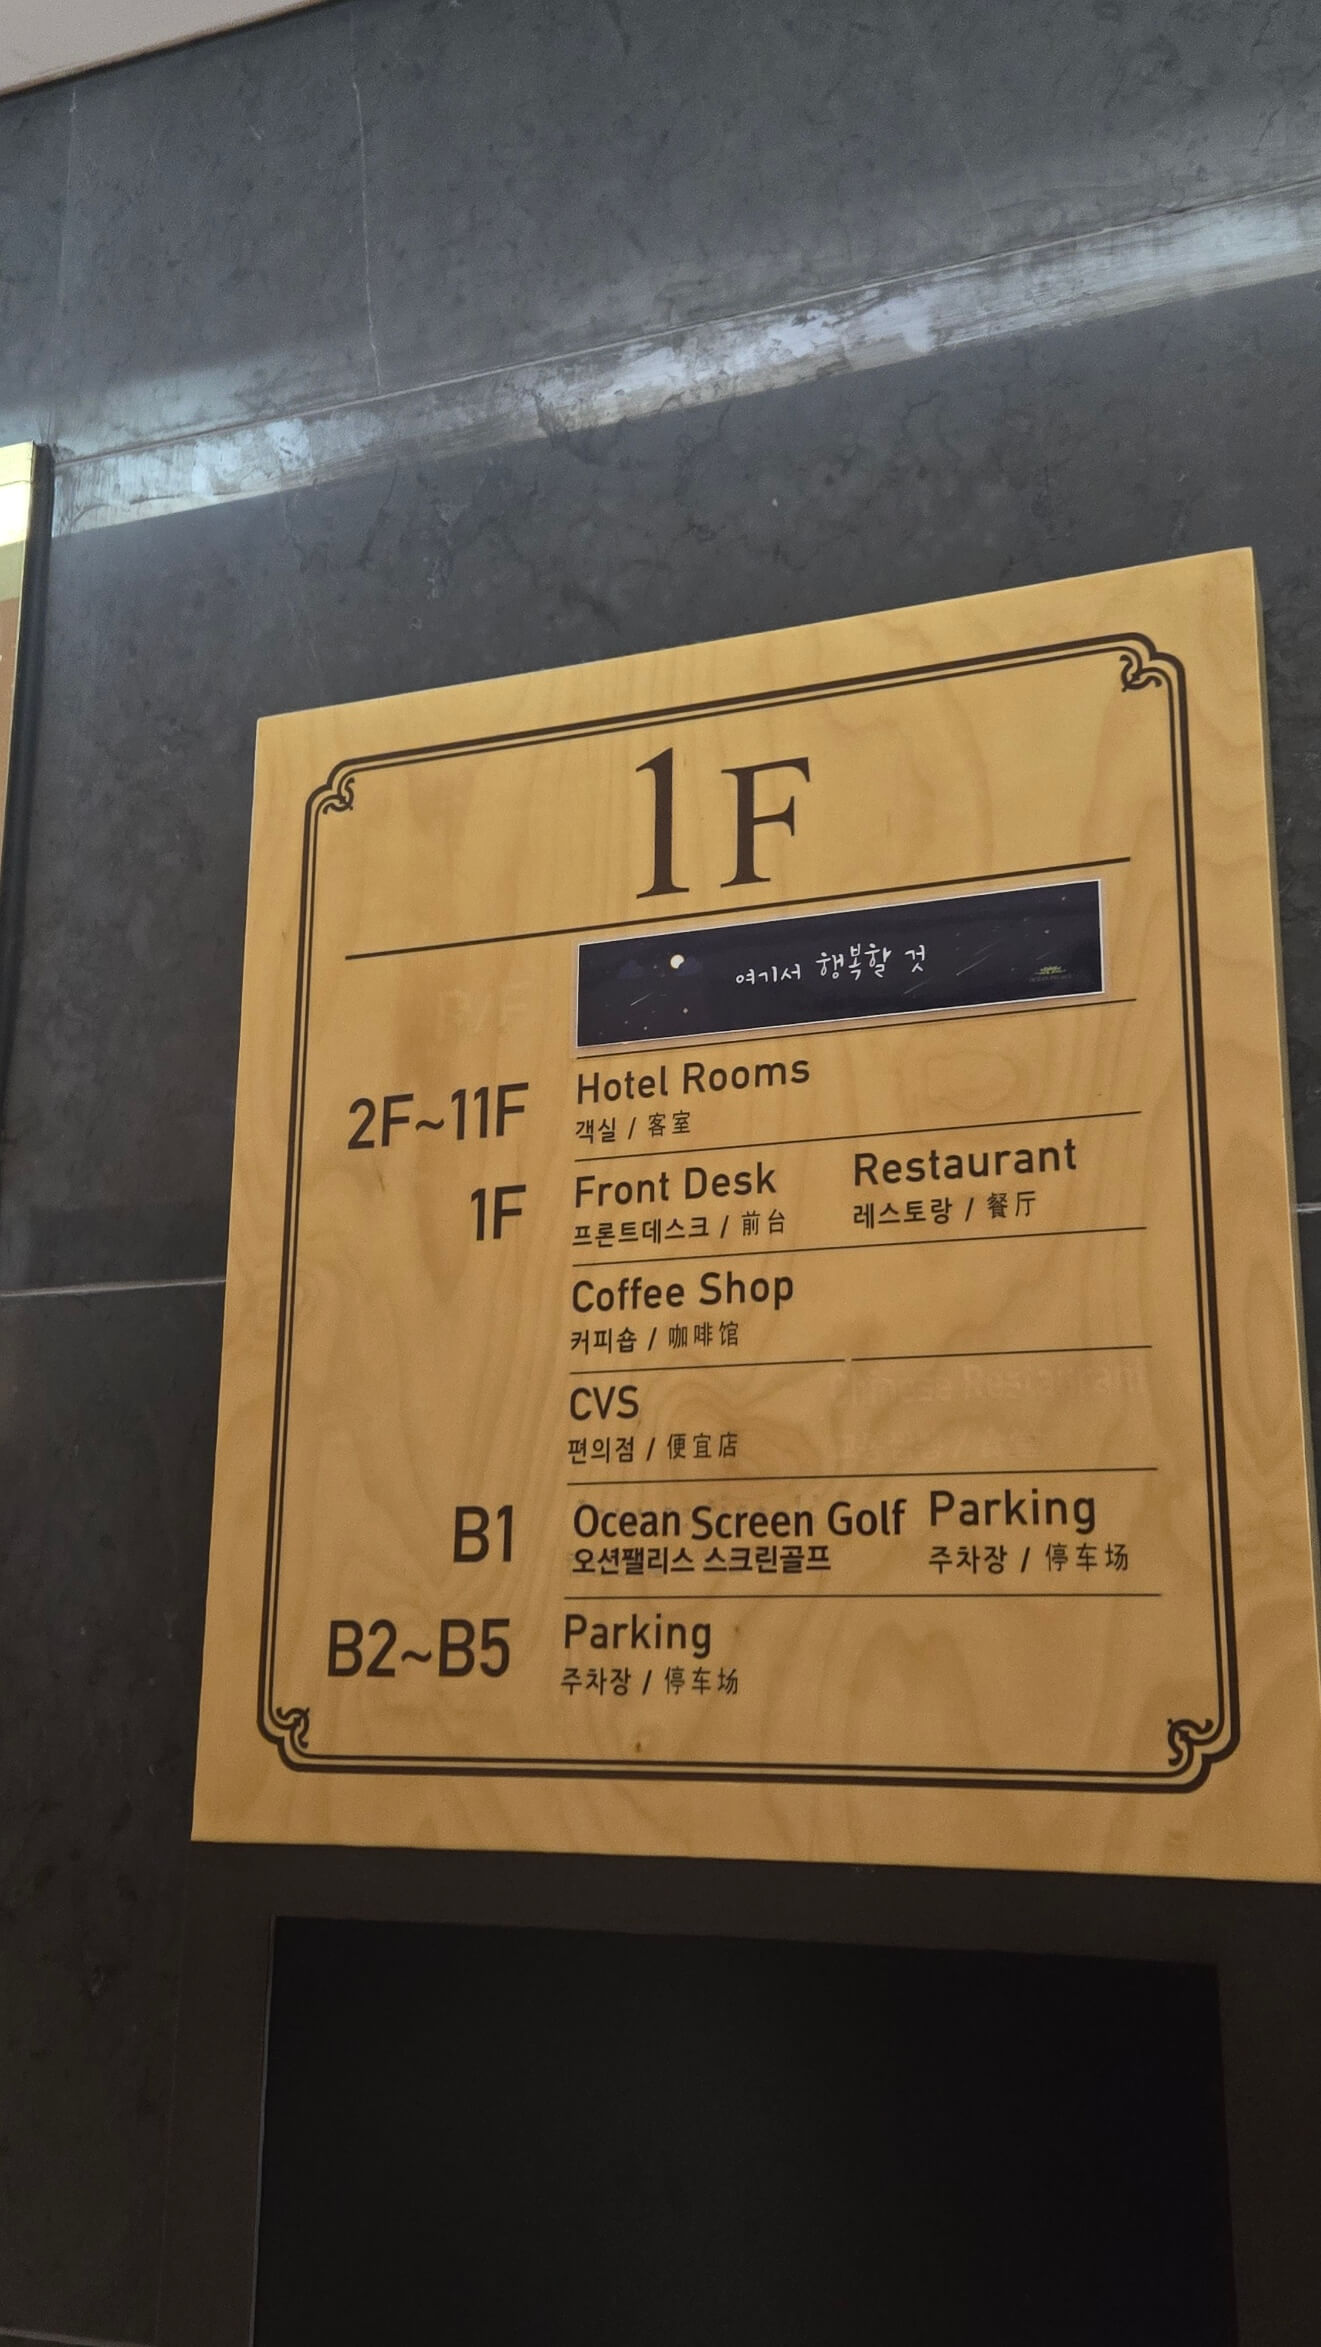 1F
여기서 행복할 것
2F~11F Hotel Rooms
객실 / 客室
1F Front Desk Restaurant
프론트데스크 / 前台 레스토랑 / 餐厅
Coffee Shop
커피숍 / 咖啡馆
CVS
편의점 / 便宜店
B1 Ocean Screen Golf Parking
오션팰리스 스크린골프 주차장 / 停车场
B2~B5 Parking
주차장 / 停车场